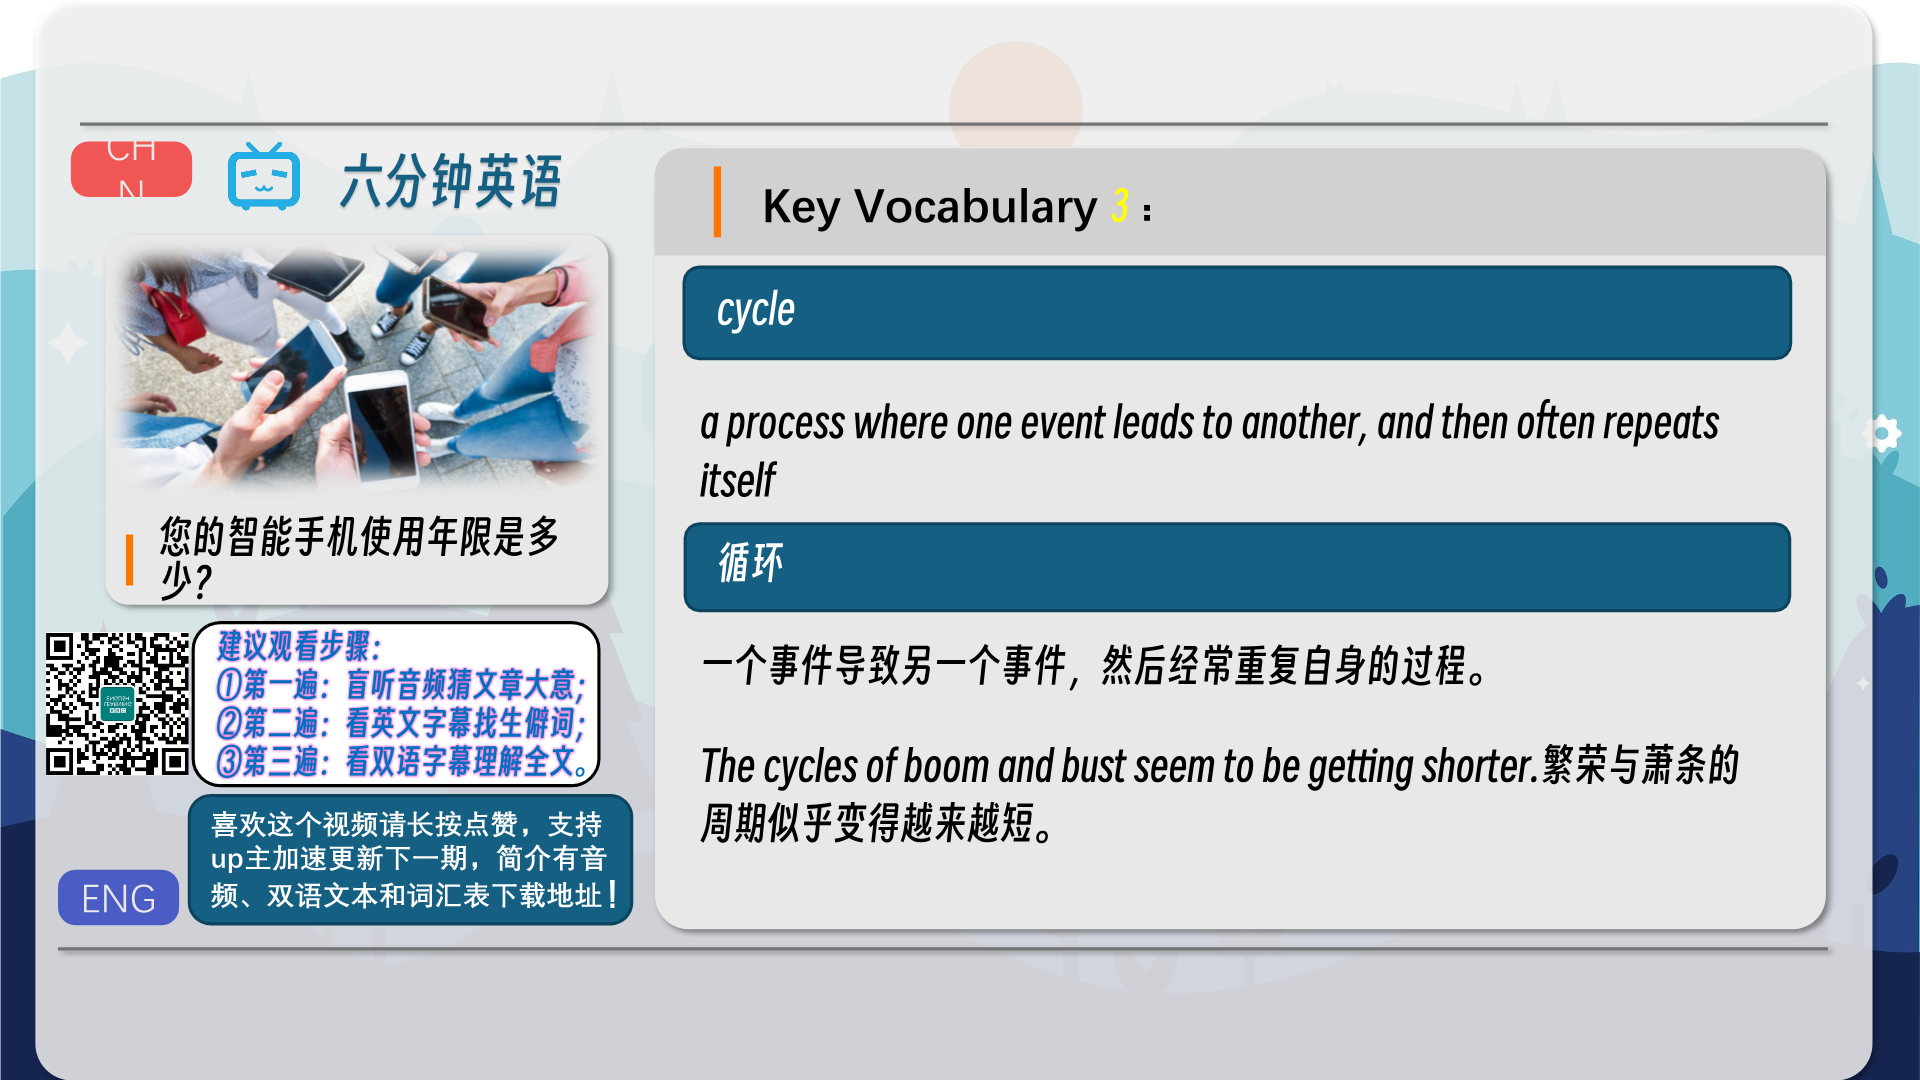 CH
N
六分钟英语
您的智能手机使用年限是多
少?
建议观看步骤：
①第一遍：盲听音频猜文章大意；
②第二遍：看英文字幕找生僻词；
③第三遍：看双语字幕理解全文。
喜欢这个视频请长按点赞，支持
up主加速更新下一期，简介有音
频、双语文本和词汇表下载地址！
ENG
Key Vocabulary 3：
cycle
a process where one event leads to another, and then often repeats
itself
循环
一个事件导致另一个事件，然后经常重复自身的过程。
The cycles of boom and bust seem to be getting shorter.繁荣与萧条的
周期似乎变得越来越短。